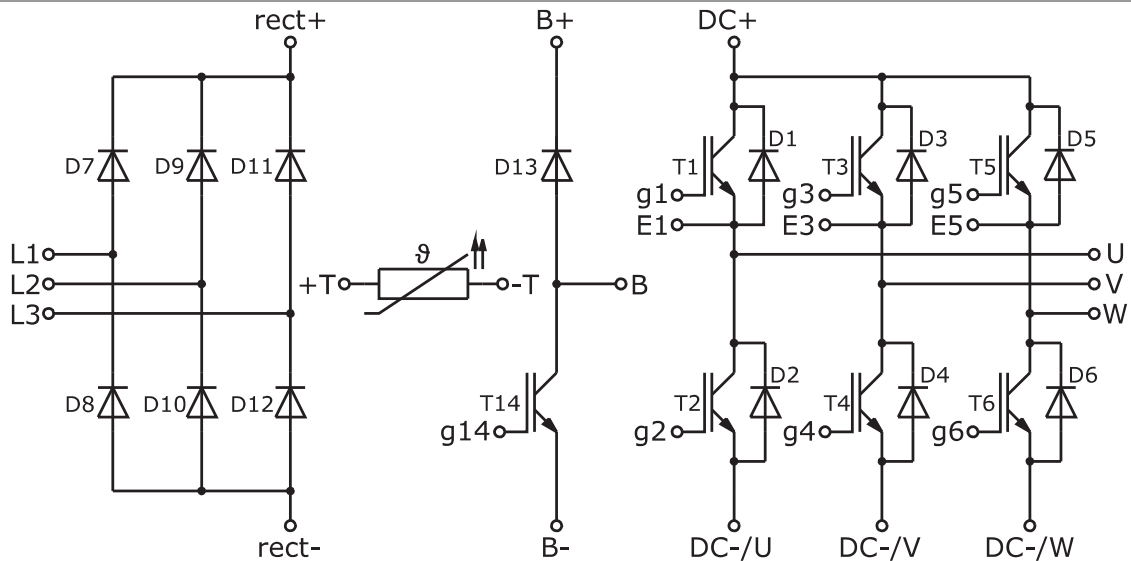 rect+
B+
DC+
D7
D9
D11
D13
T1
D1
T3
D3
T5
D5
g1
g3
g5
E1
E3
E5
L1
L2
L3
+T
ϑ
-T
B
U
V
W
D8
D10
D12
T14
g14
T2
D2
T4
D4
T6
D6
g2
g4
g6
rect-
B-
DC-/U
DC-/V
DC-/W